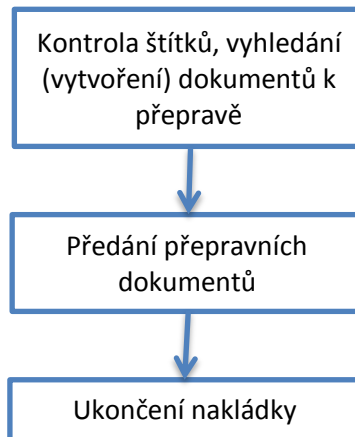 Kontrola štítků, vyhledání
(vytvoření) dokumentů k
přepravě
Předání přepravních
dokumentů
Ukončení nakládky